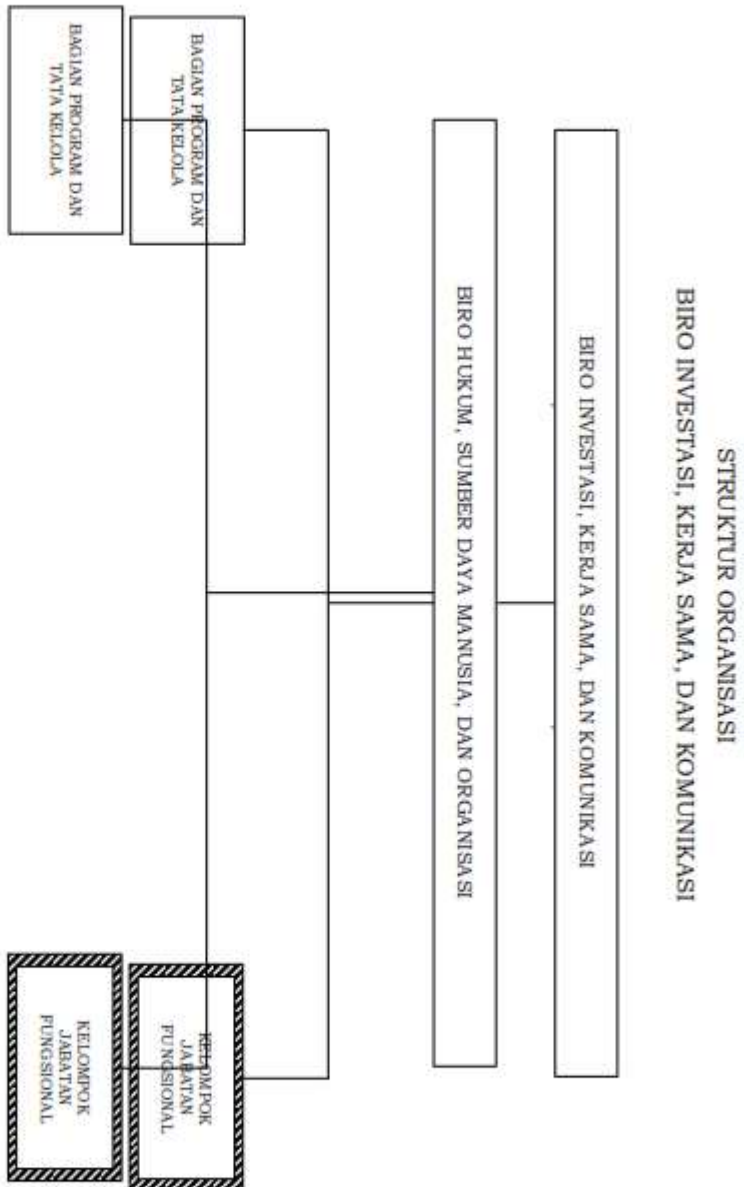 STRUKTUR ORGANISASI
BIRO INVESTASI, KERJA SAMA, DAN KOMUNIKASI
BIRO INVESTASI, KERJA SAMA, DAN KOMUNIKASI
BIRO HUKUM, SUMBER DAYA MANUSIA, DAN ORGANISASI
BAGIAN PROGRAM DAN
TATA KELOLA
KELOMPOK
JABATAN
FUNGSIONAL
BAGIAN PROGRAM DAN
TATA KELOLA
KELOMPOK
JABATAN
FUNGSIONAL